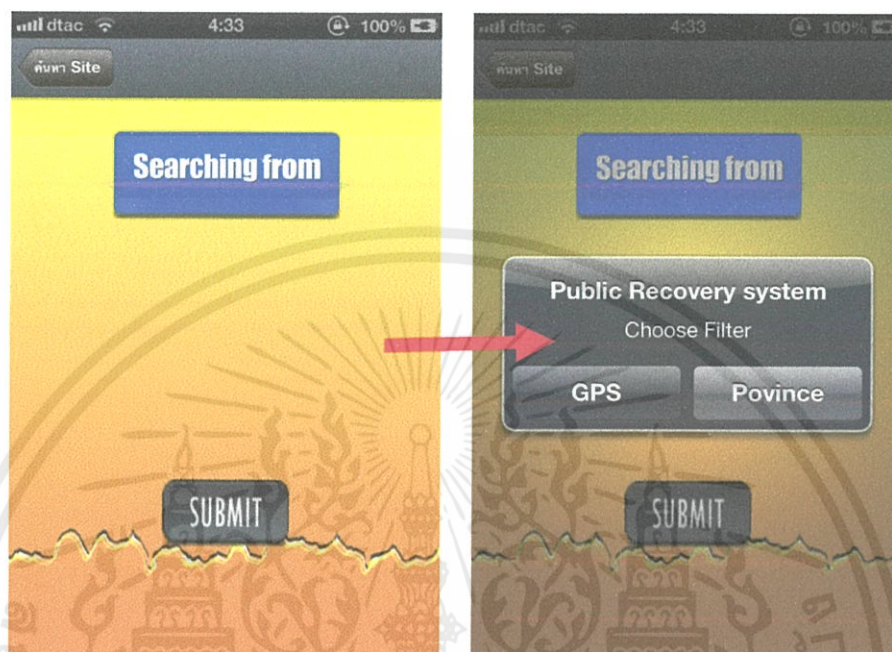 dtac 4:33 100%
ค้นหา Site
Searching from
SUBMIT
dtac 4:33 100%
ค้นหา Site
Searching from
Public Recovery system
Choose Filter
GPS Povince
SUBMIT